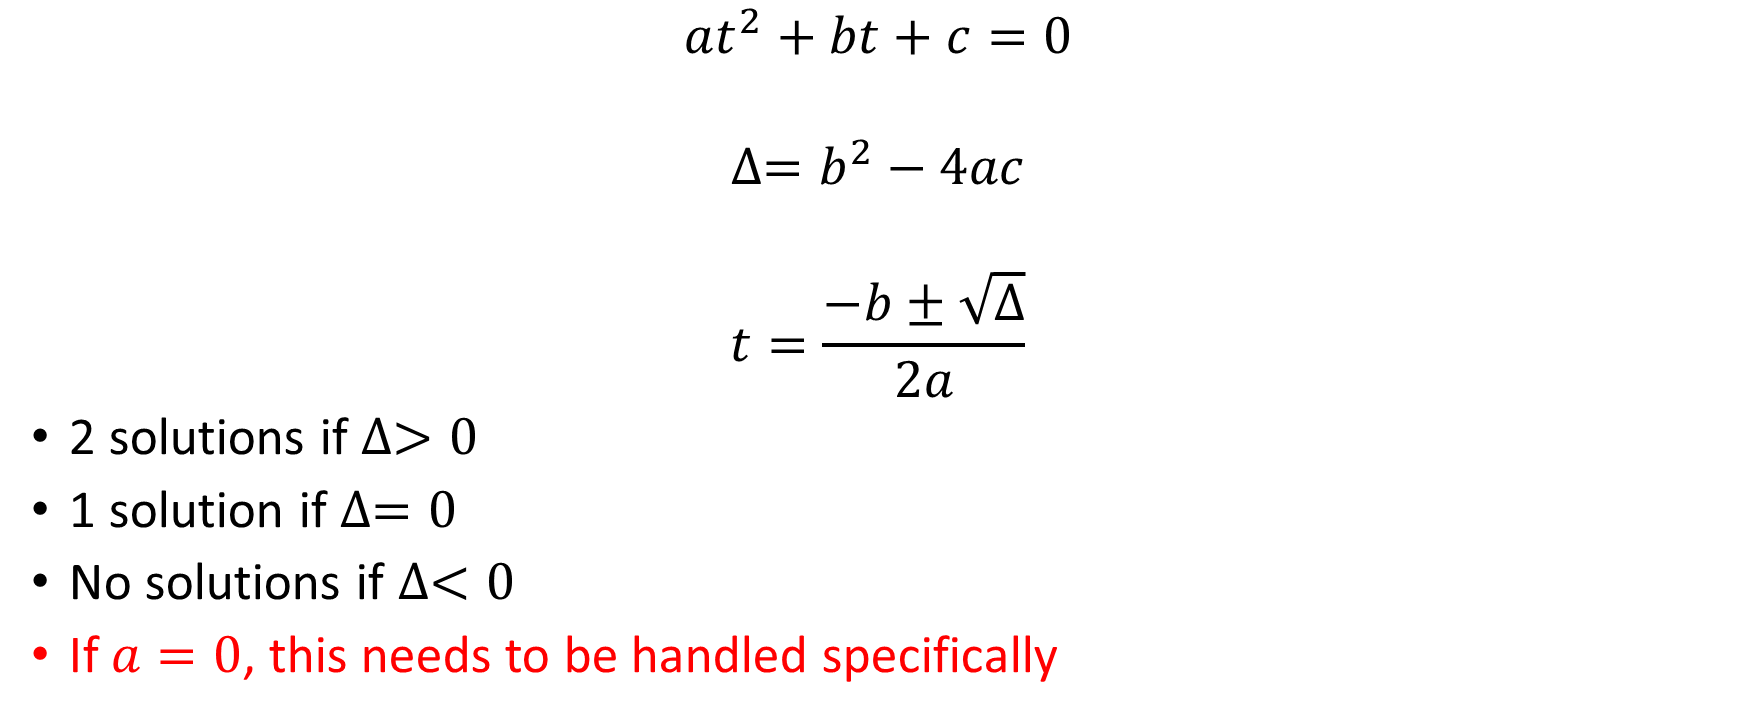 at² + bt + c = 0
Δ= b² − 4ac
t = (−b ± √Δ) / 2a
• 2 solutions if Δ> 0
• 1 solution if Δ= 0
• No solutions if Δ< 0
• If a = 0, this needs to be handled specifically